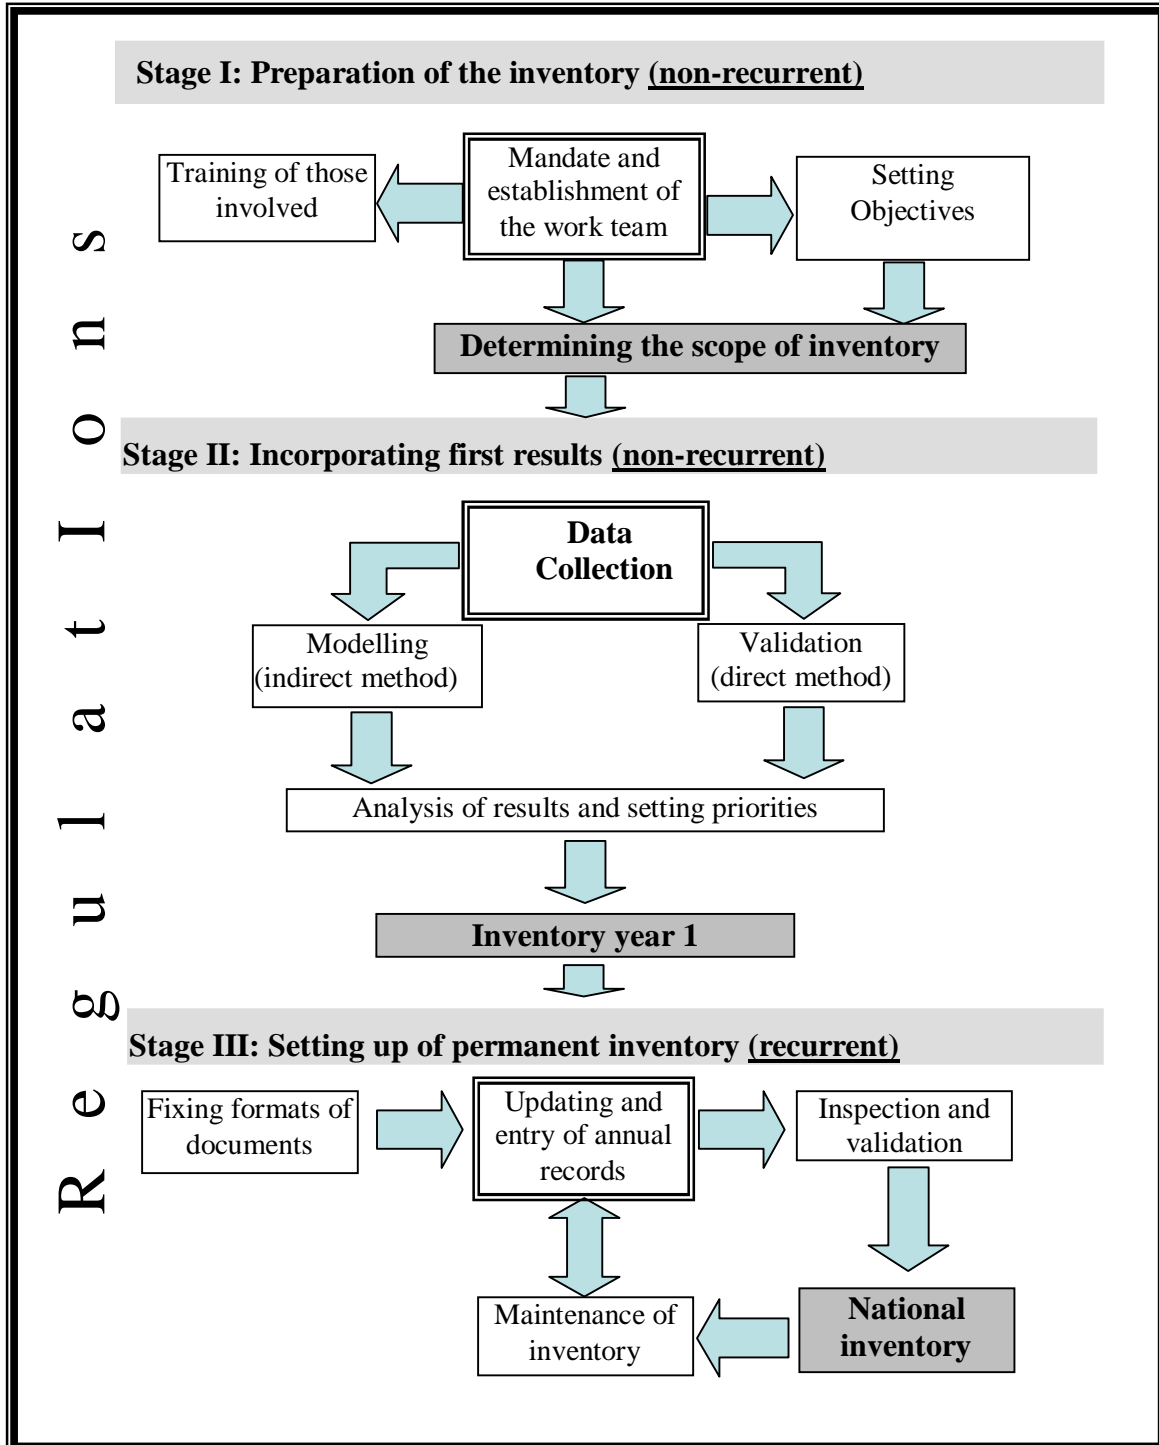 Stage I: Preparation of the inventory (non-recurrent)
Training of those
involved
Mandate and
establishment of
the work team
Setting
Objectives
Determining the scope of inventory
Stage II: Incorporating first results (non-recurrent)
Data
Collection
Modelling
(indirect method)
Validation
(direct method)
Analysis of results and setting priorities
Inventory year 1
Stage III: Setting up of permanent inventory (recurrent)
Fixing formats of
documents
Updating and
entry of annual
records
Inspection and
validation
Maintenance of
inventory
National
inventory
R e g u l a t I o n s